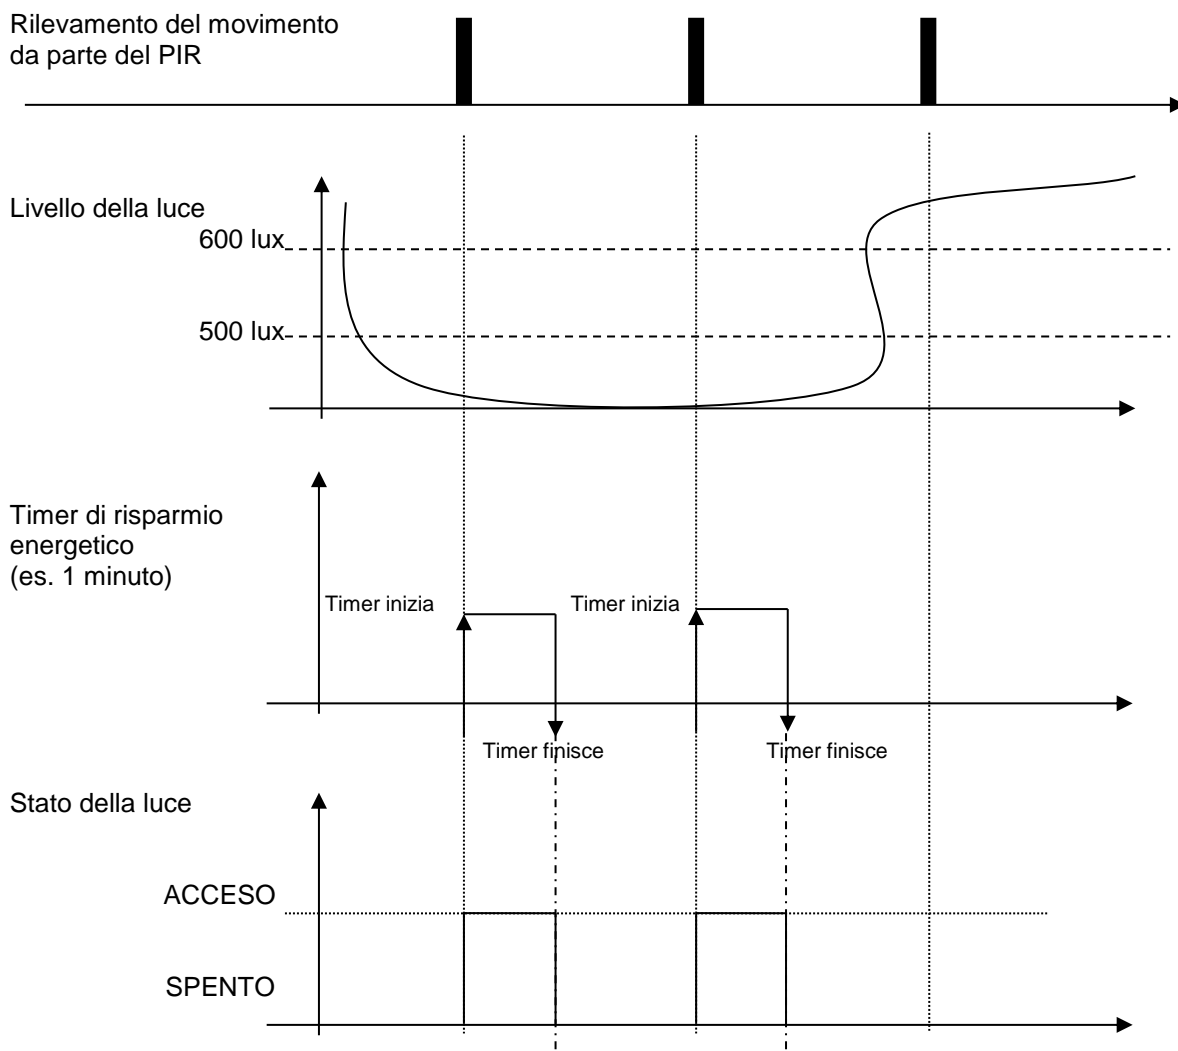 Rilevamento del movimento
da parte del PIR
Livello della luce
600 lux
500 lux
Timer di risparmio
energetico
(es. 1 minuto)
Timer inizia
Timer inizia
Timer finisce
Timer finisce
Stato della luce
ACCESO
SPENTO